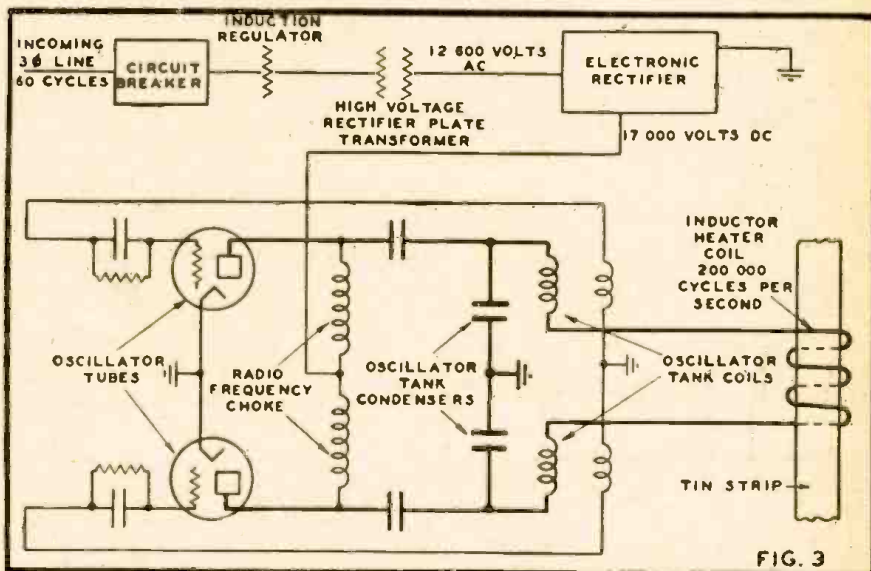 INCOMING
3Ø LINE
60 CYCLES
CIRCUIT
BREAKER
INDUCTION
REGULATOR
HIGH VOLTAGE
RECTIFIER PLATE
TRANSFORMER
12 600 VOLTS
AC
ELECTRONIC
RECTIFIER
17 000 VOLTS DC
INDUCTOR
HEATER
COIL
200 000
CYCLES PER
SECOND
OSCILLATOR
TUBES
RADIO
FREQUENCY
CHOKE
OSCILLATOR
TANK
CONDENSERS
OSCILLATOR
TANK COILS
TIN STRIP
FIG. 3